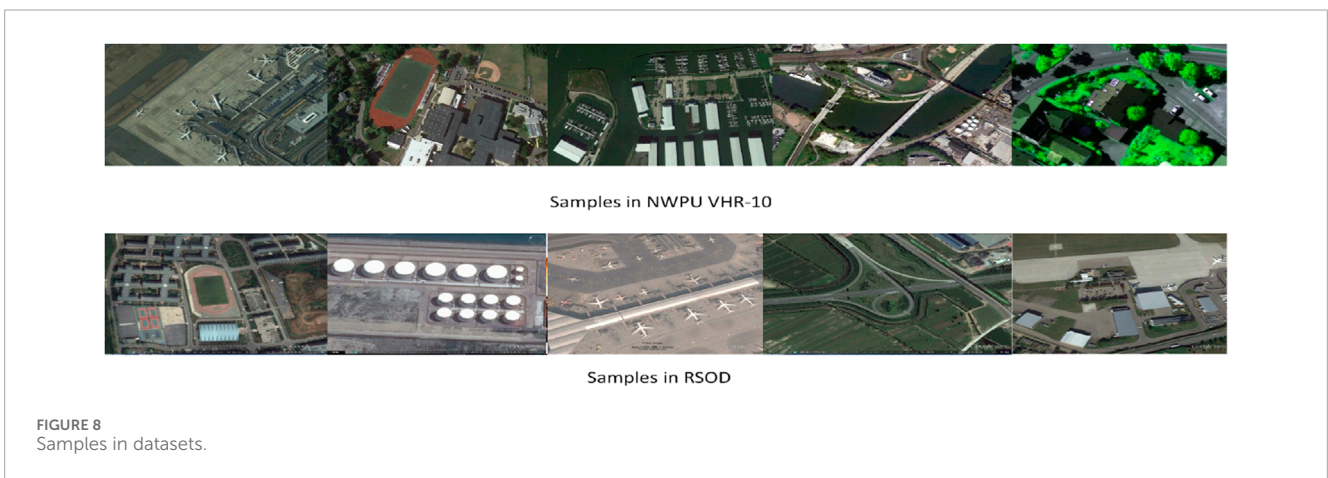 Samples in NWPU VHR-10
Samples in RSOD
FIGURE 8
Samples in datasets.